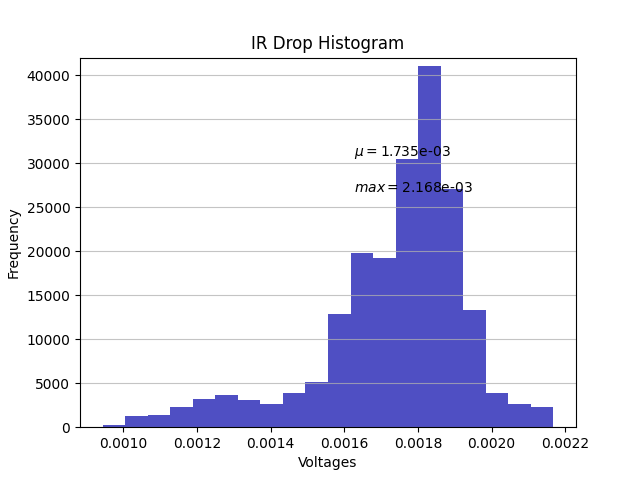 IR Drop Histogram
40000
35000
30000
25000
20000
15000
10000
5000
0
Frequency
μ = 1.735e-03
max = 2.168e-03
0.0010 0.0012 0.0014 0.0016 0.0018 0.0020 0.0022
Voltages